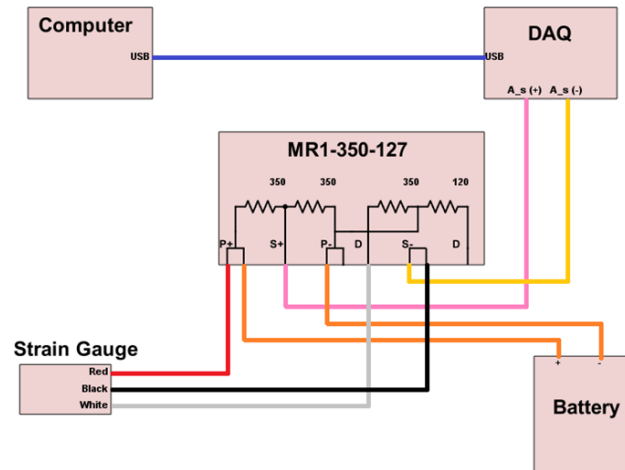 Computer
DAQ
USB
USB
A_s (+) A_s (-)
MR1-350-127
350 350 350 120
P+ S+ P- D S- D
Strain Gauge
Red
Black
White
+ -
Battery